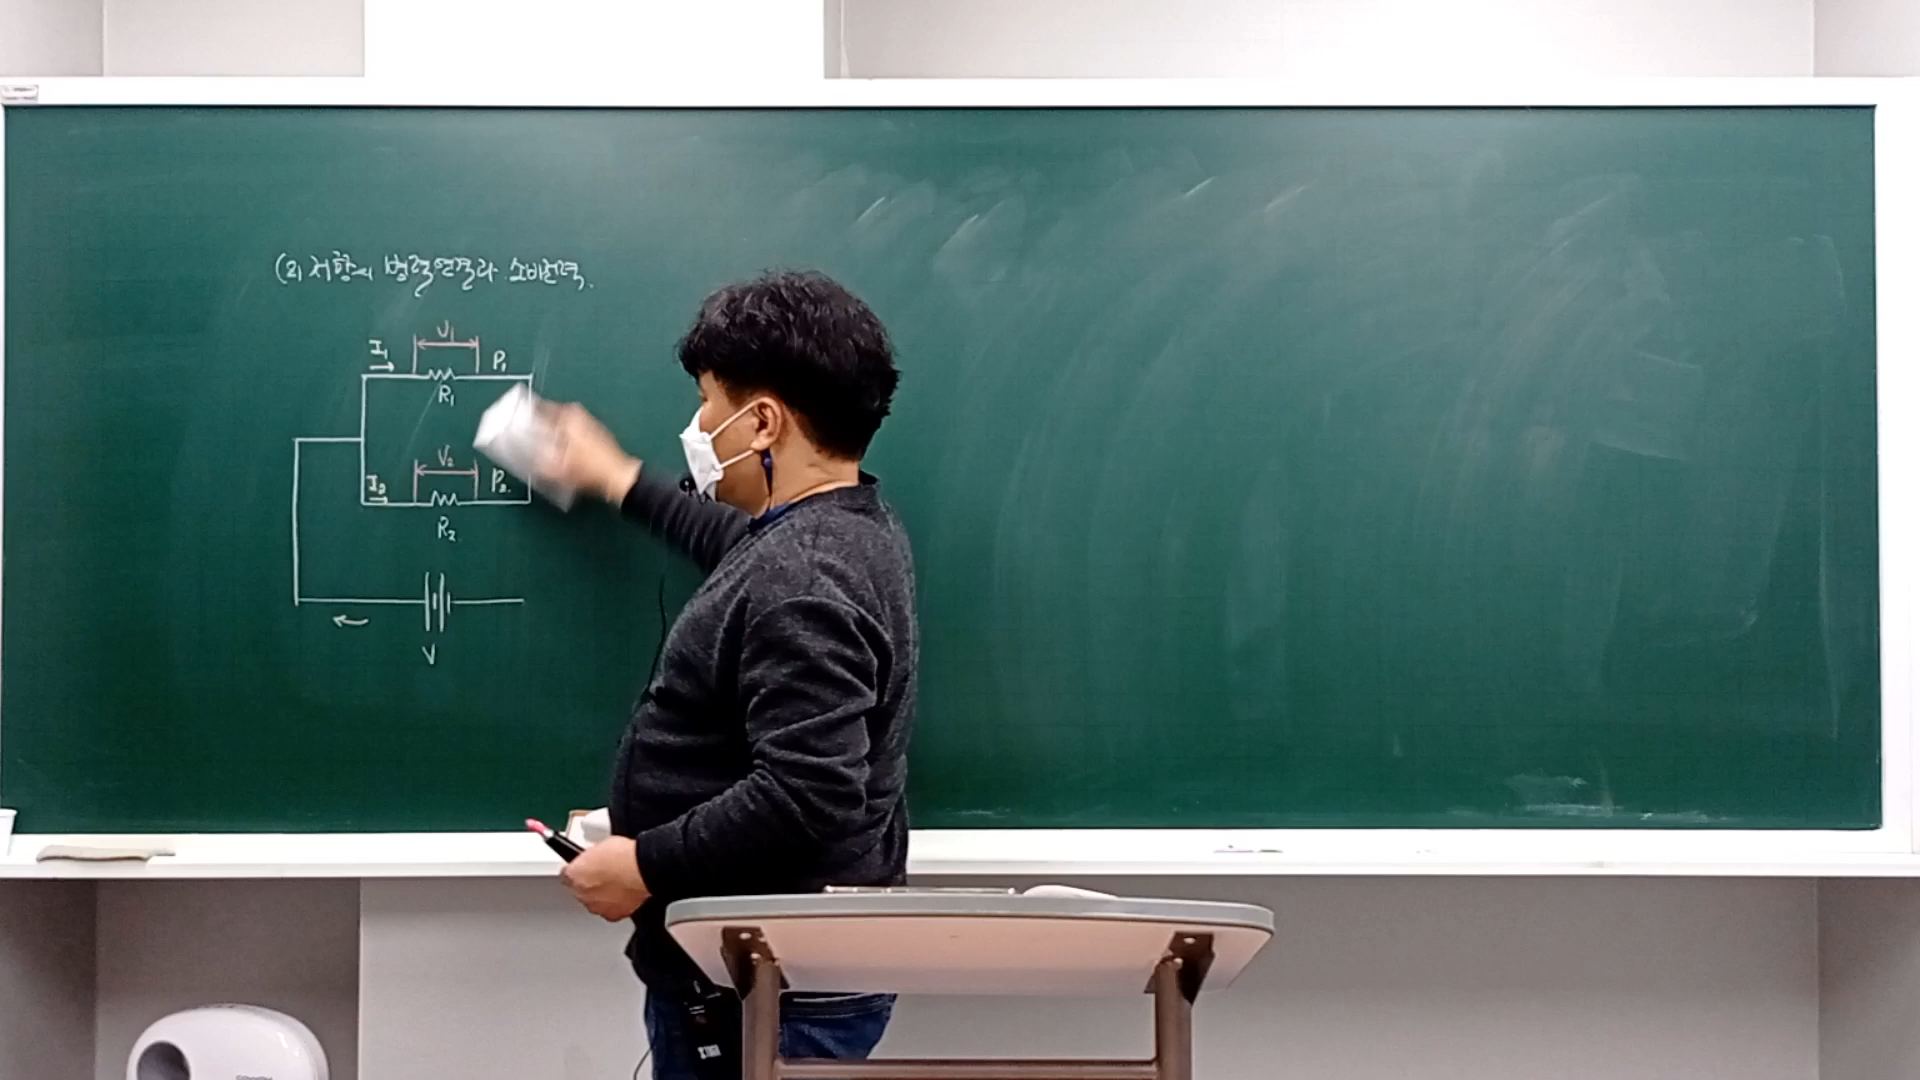 (2) 저항의 병렬연결과 소비전력.
V₁
I₁ P₁
R₁
V₂
I₂ P₂.
R₂
V